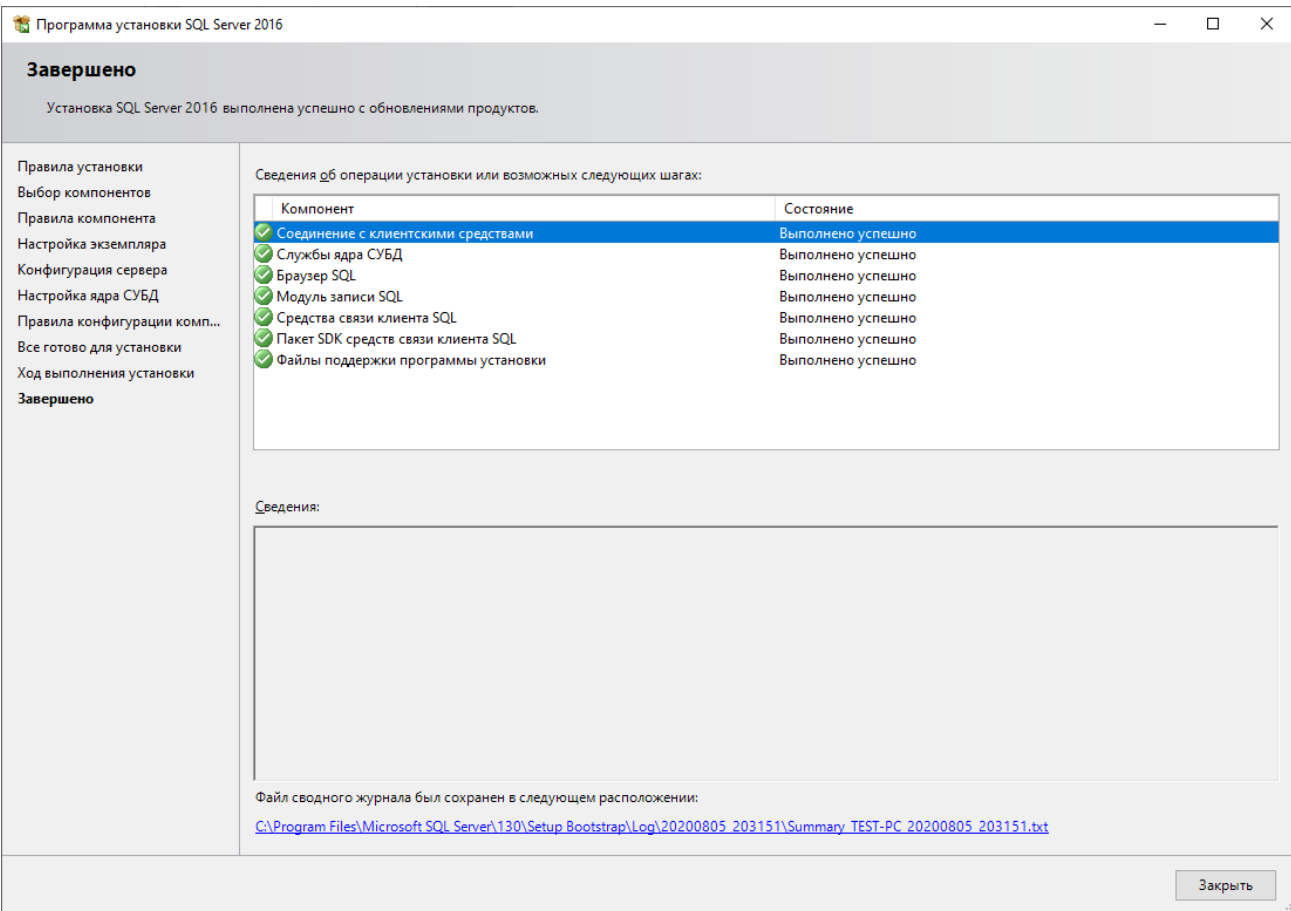 Программа установки SQL Server 2016
Завершено
Установка SQL Server 2016 выполнена успешно с обновлениями продуктов.
Правила установки
Выбор компонентов
Правила компонента
Настройка экземпляра
Конфигурация сервера
Настройка ядра СУБД
Правила конфигурации комп...
Все готово для установки
Ход выполнения установки
Завершено
Сведения об операции установки или возможных следующих шагах:
Компонент Состояние
Соединение с клиентскими средствами Выполнено успешно
Службы ядра СУБД Выполнено успешно
Браузер SQL Выполнено успешно
Модуль записи SQL Выполнено успешно
Средства связи клиента SQL Выполнено успешно
Пакет SDK средств связи клиента SQL Выполнено успешно
Файлы поддержки программы установки Выполнено успешно
Сведения:
Файл сводного журнала был сохранен в следующем расположении:
C:\Program Files\Microsoft SQL Server\130\Setup Bootstrap\Log\20200805_203151\Summary_TEST-PC_20200805_203151.txt
Закрыть